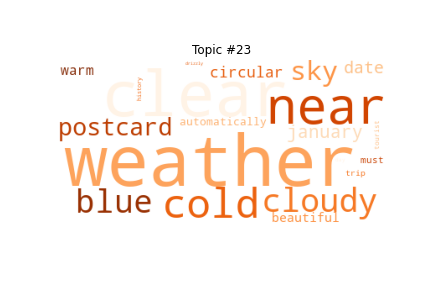 Topic #23
drizzly
warm
circular
sky
date
history
clear
near
postcard
automatically
january
tourist
weather
must
trip
blue
cold
cloudy
beautiful